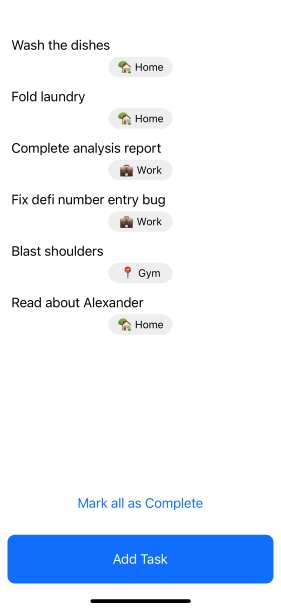 Wash the dishes
Home
Fold laundry
Home
Complete analysis report
Work
Fix defi number entry bug
Work
Blast shoulders
Gym
Read about Alexander
Home
Mark all as Complete
Add Task